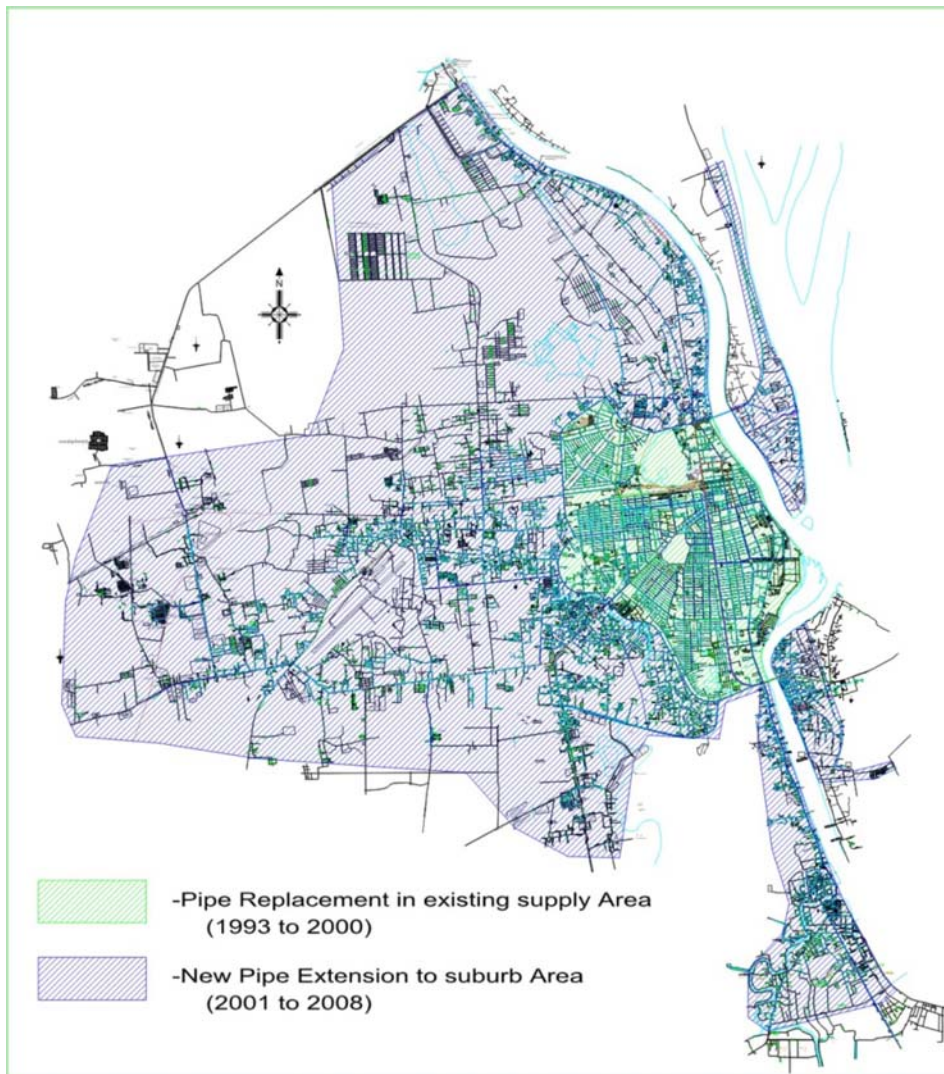 N
-Pipe Replacement in existing supply Area
(1993 to 2000)
-New Pipe Extension to suburb Area
(2001 to 2008)